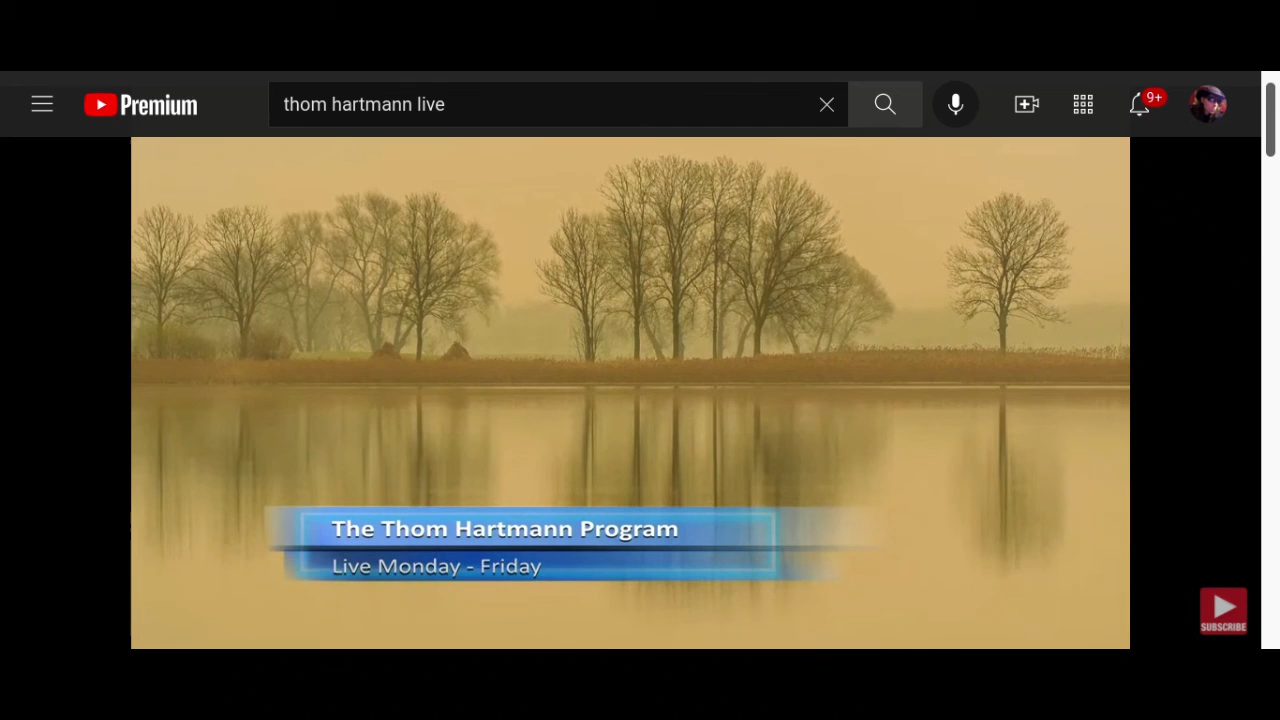 Premium
thom hartmann live
9+
The Thom Hartmann Program
Live Monday - Friday
SUBSCRIBE